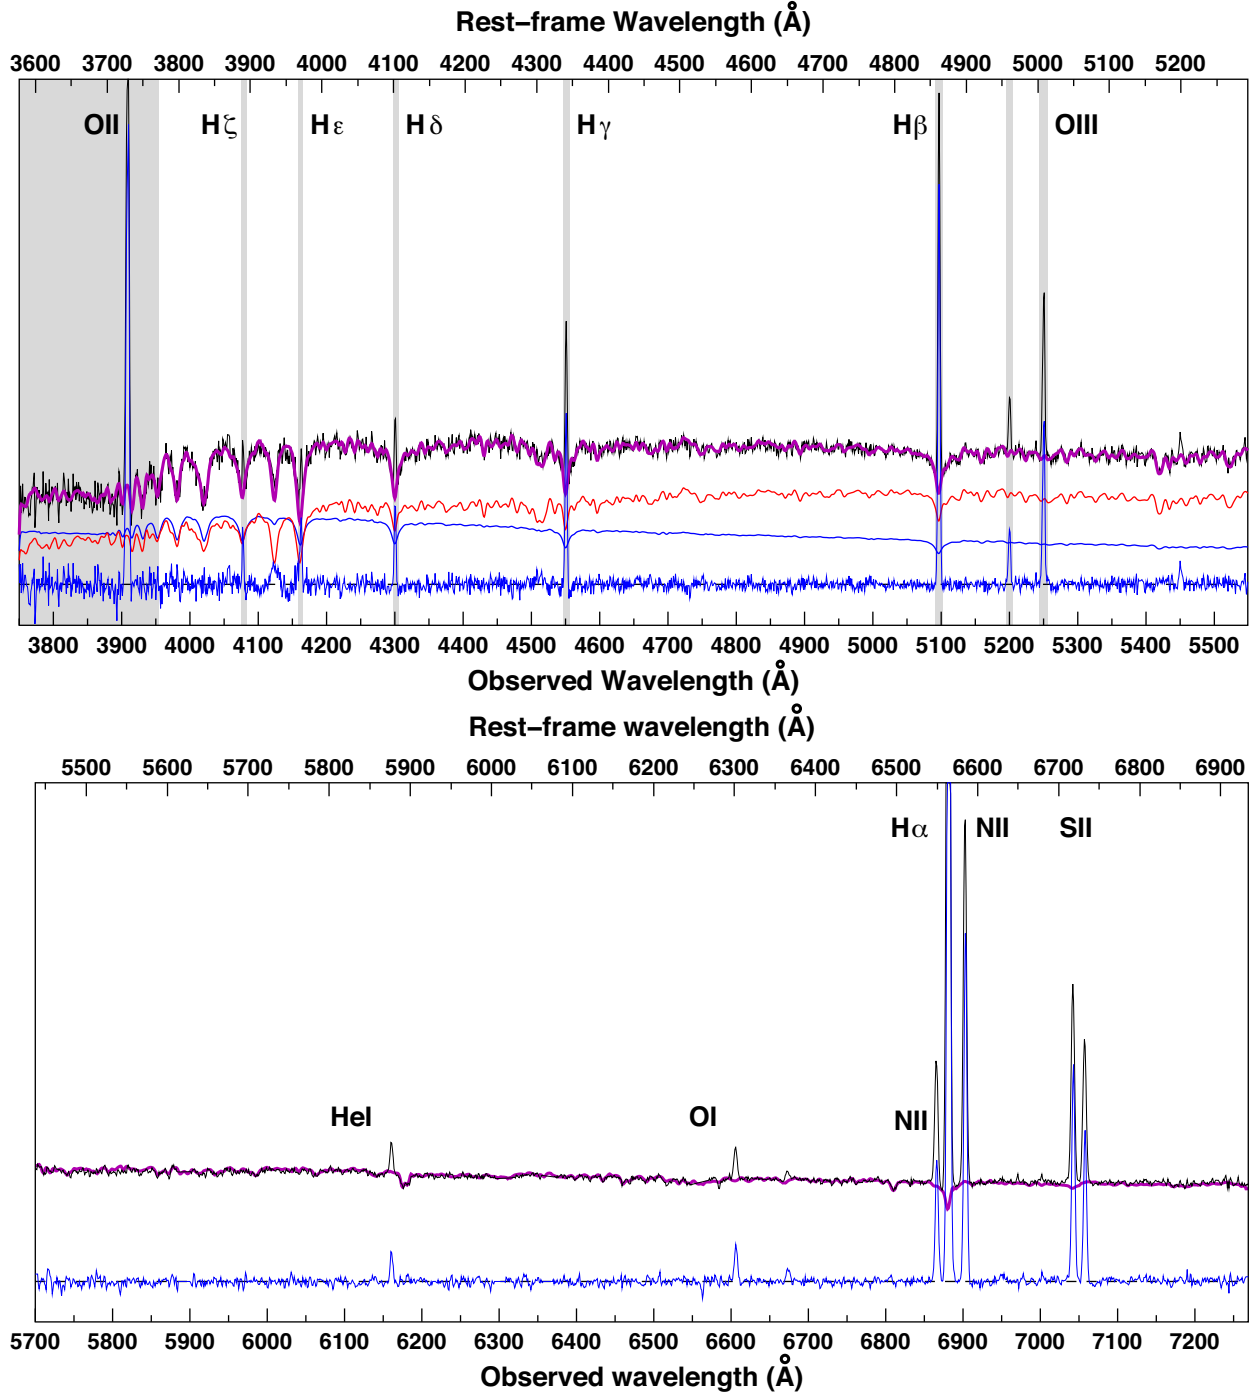 Rest–frame Wavelength (Å)
3600 3700 3800 3900 4000 4100 4200 4300 4400 4500 4600 4700 4800 4900 5000 5100 5200
OII Hζ Hε Hδ Hγ Hβ OIII
3800 3900 4000 4100 4200 4300 4400 4500 4600 4700 4800 4900 5000 5100 5200 5300 5400 5500
Observed Wavelength (Å)
Rest–frame wavelength (Å)
5500 5600 5700 5800 5900 6000 6100 6200 6300 6400 6500 6600 6700 6800 6900
Hα NII SII
HeI OI NII
5700 5800 5900 6000 6100 6200 6300 6400 6500 6600 6700 6800 6900 7000 7100 7200
Observed wavelength (Å)